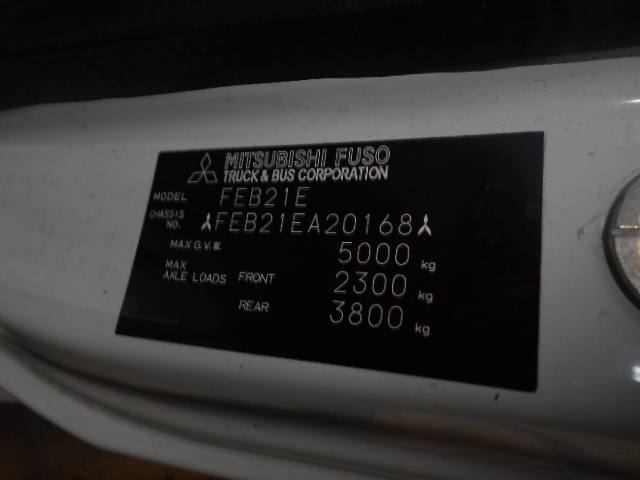 MITSUBISHI FUSO
TRUCK & BUS CORPORATION
MODEL FEB21E
CHASSIS NO. FEB21EA20168
MAX G.V.W. 5000 kg
MAX AXLE LOADS FRONT 2300 kg
REAR 3800 kg